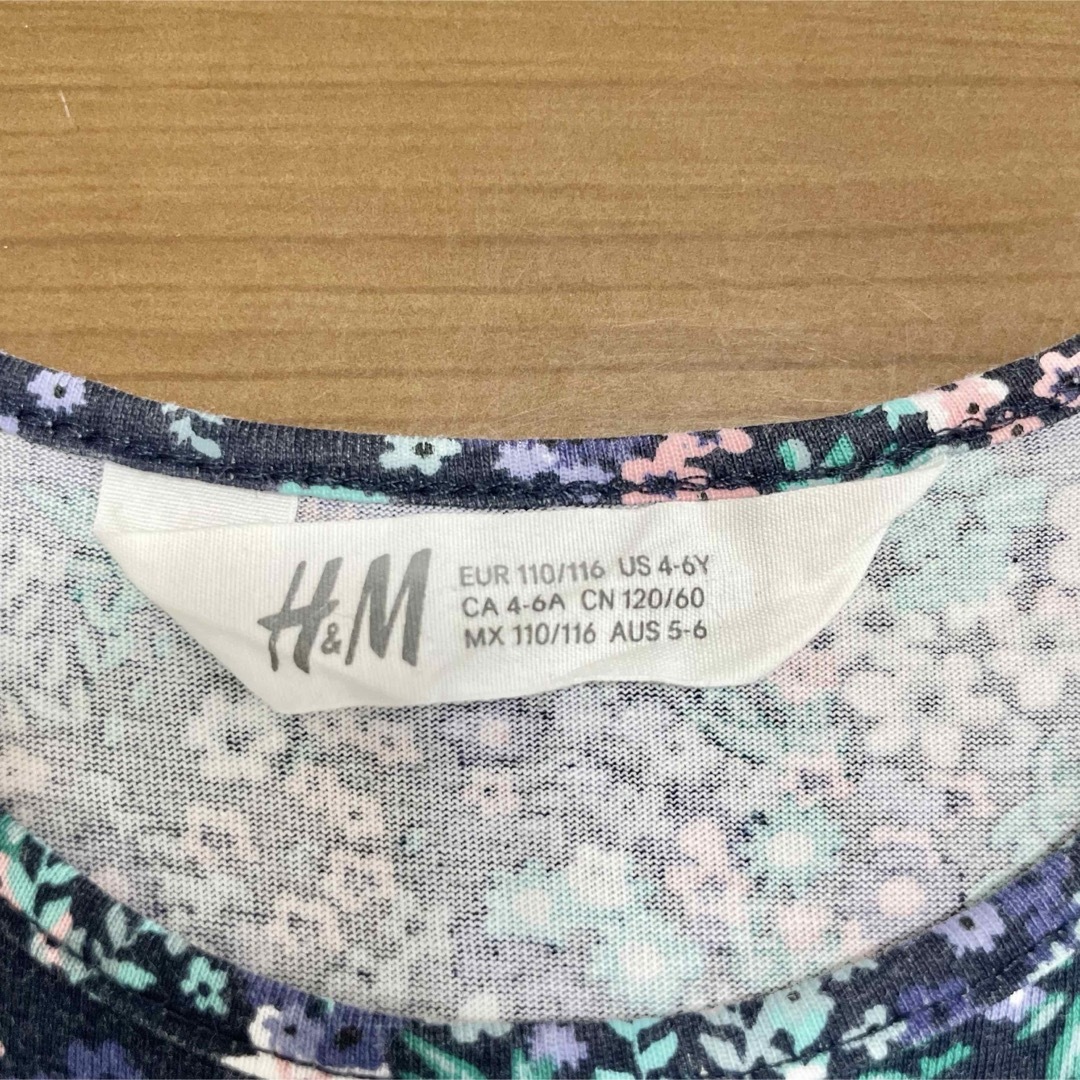 H&M
EUR 110/116 US 4-6Y
CA 4-6A CN 120/60
MX 110/116 AUS 5-6